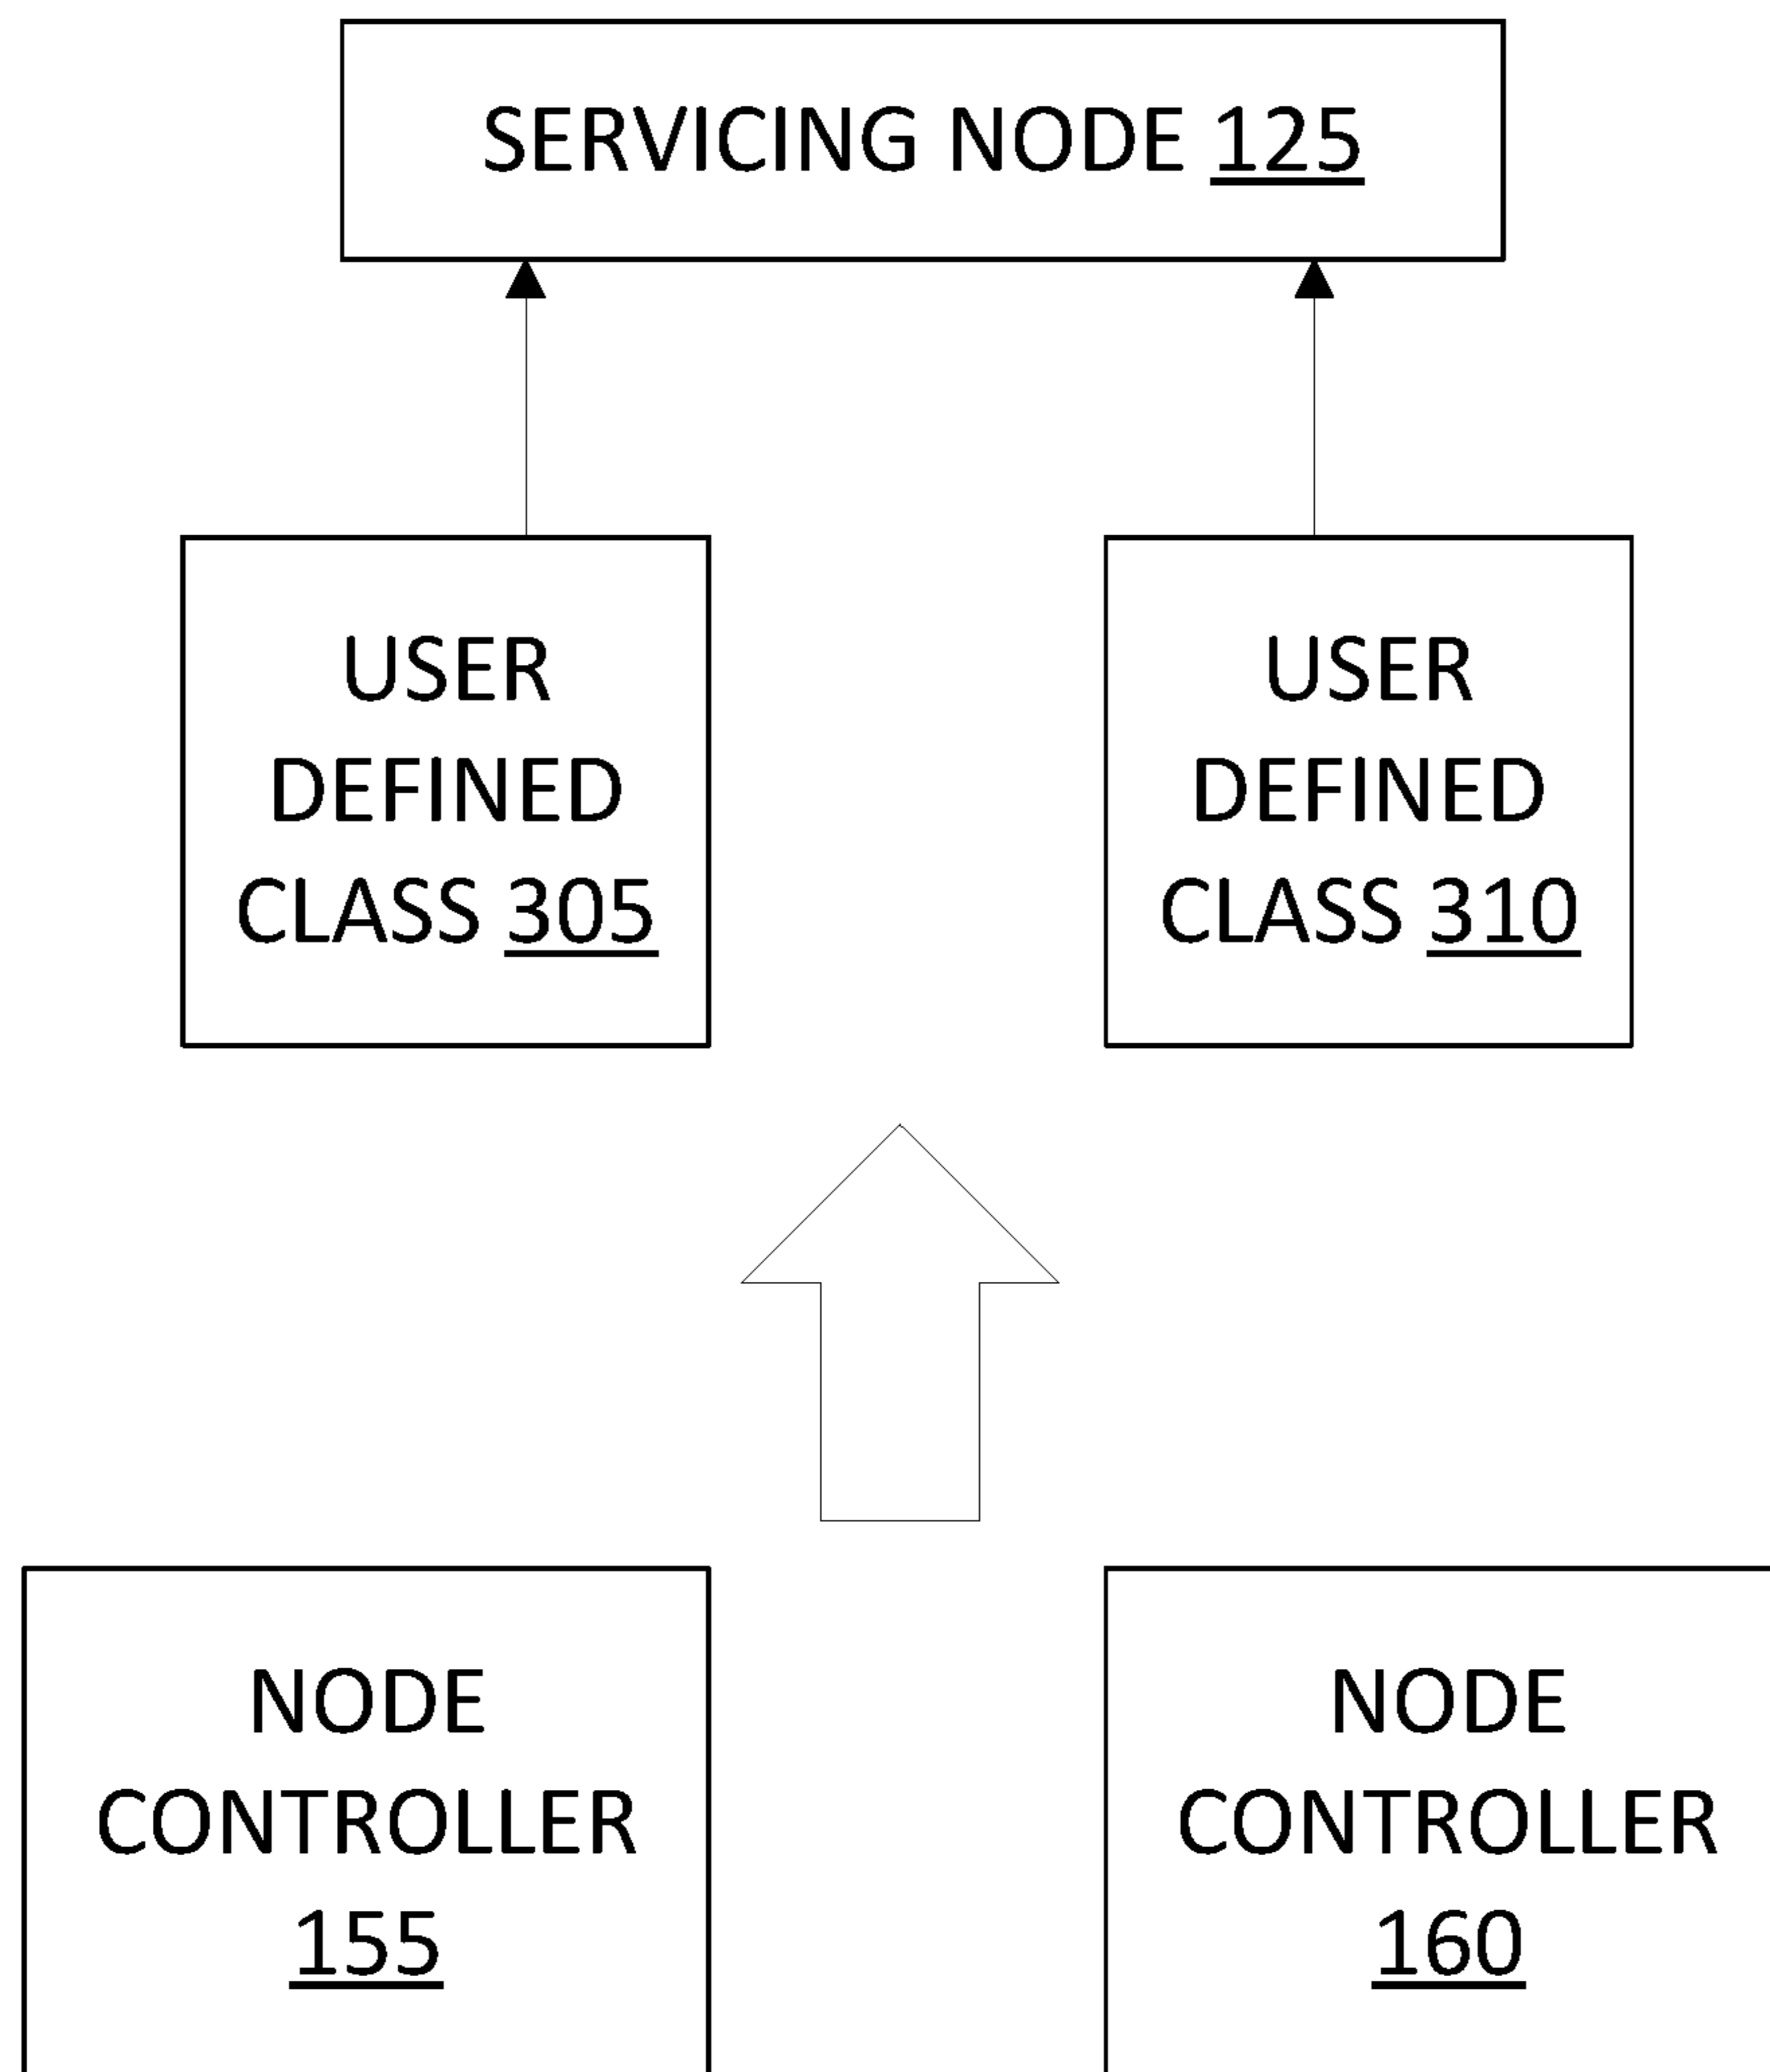 SERVICING NODE 125
USER
DEFINED
CLASS 305
USER
DEFINED
CLASS 310
NODE
CONTROLLER
155
NODE
CONTROLLER
160